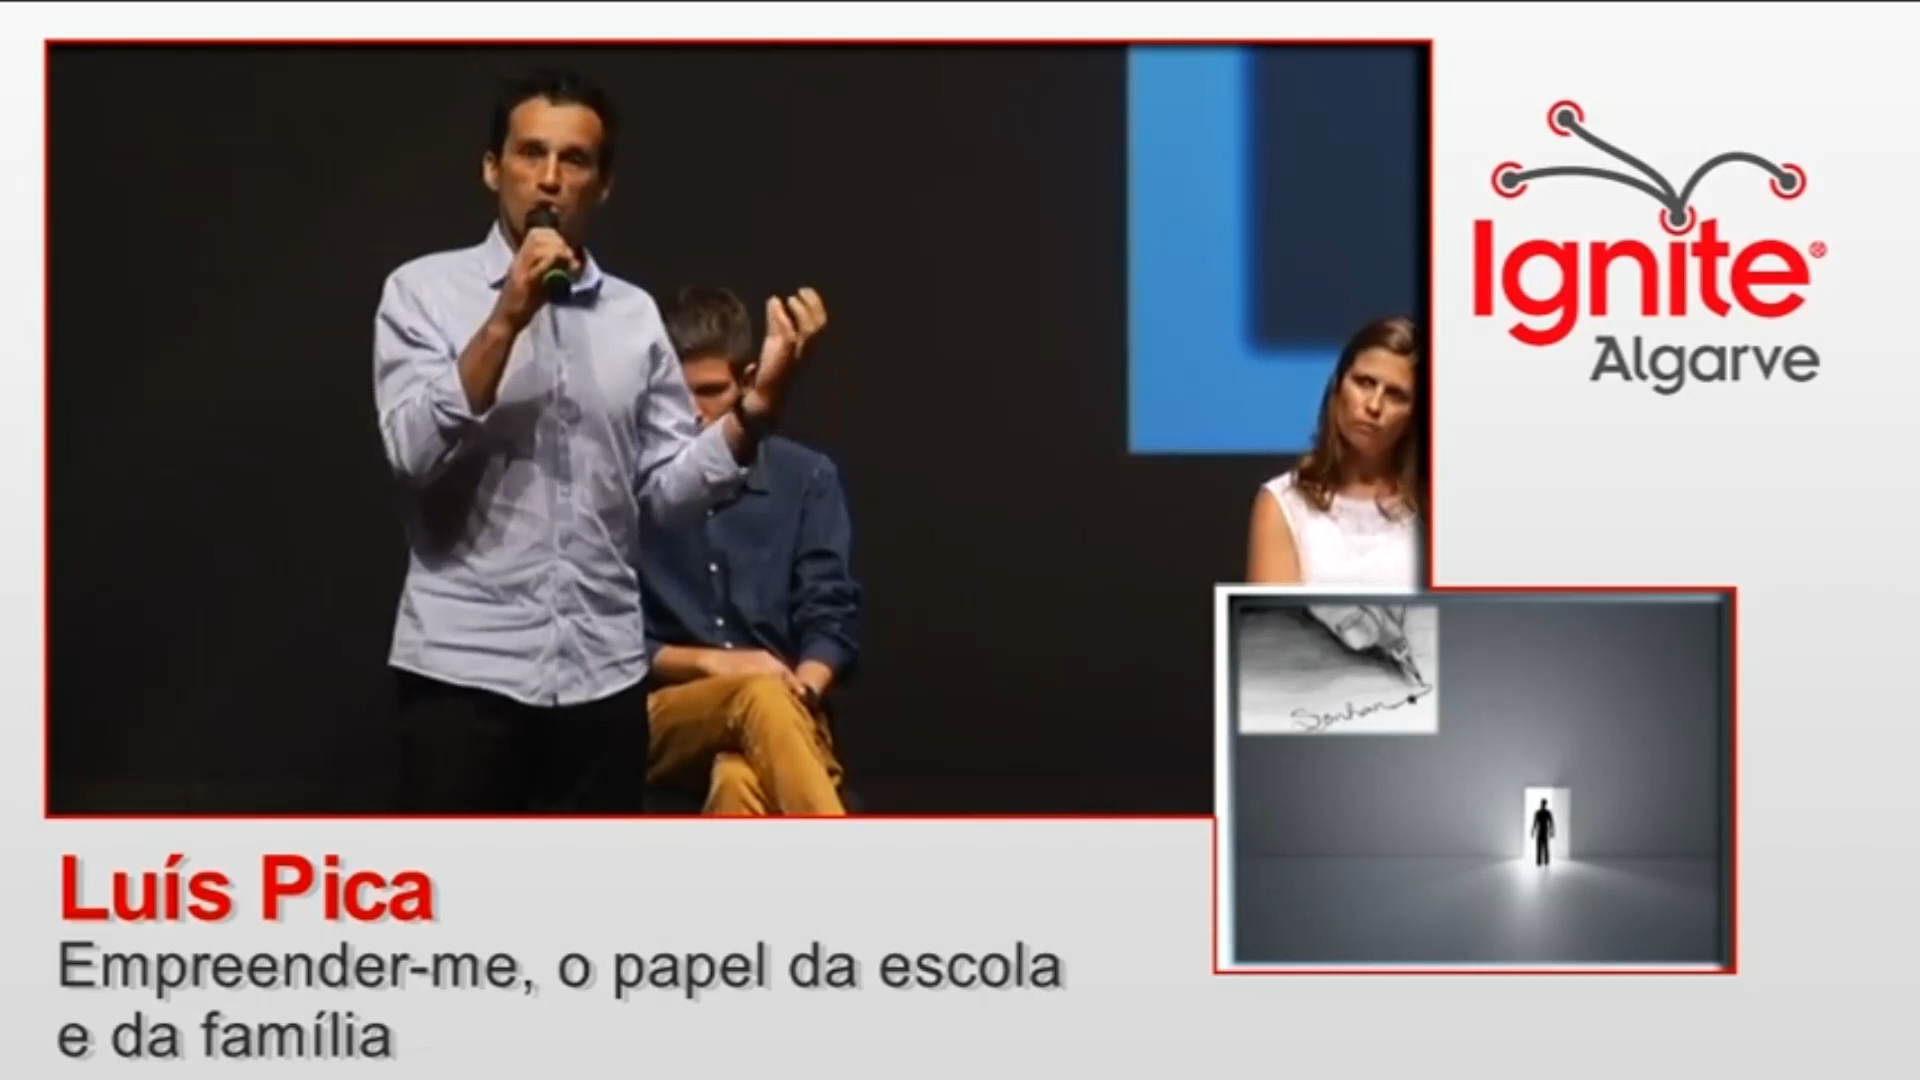 Ignite®
Algarve
Sonhar
Luís Pica
Empreender-me, o papel da escola
e da família